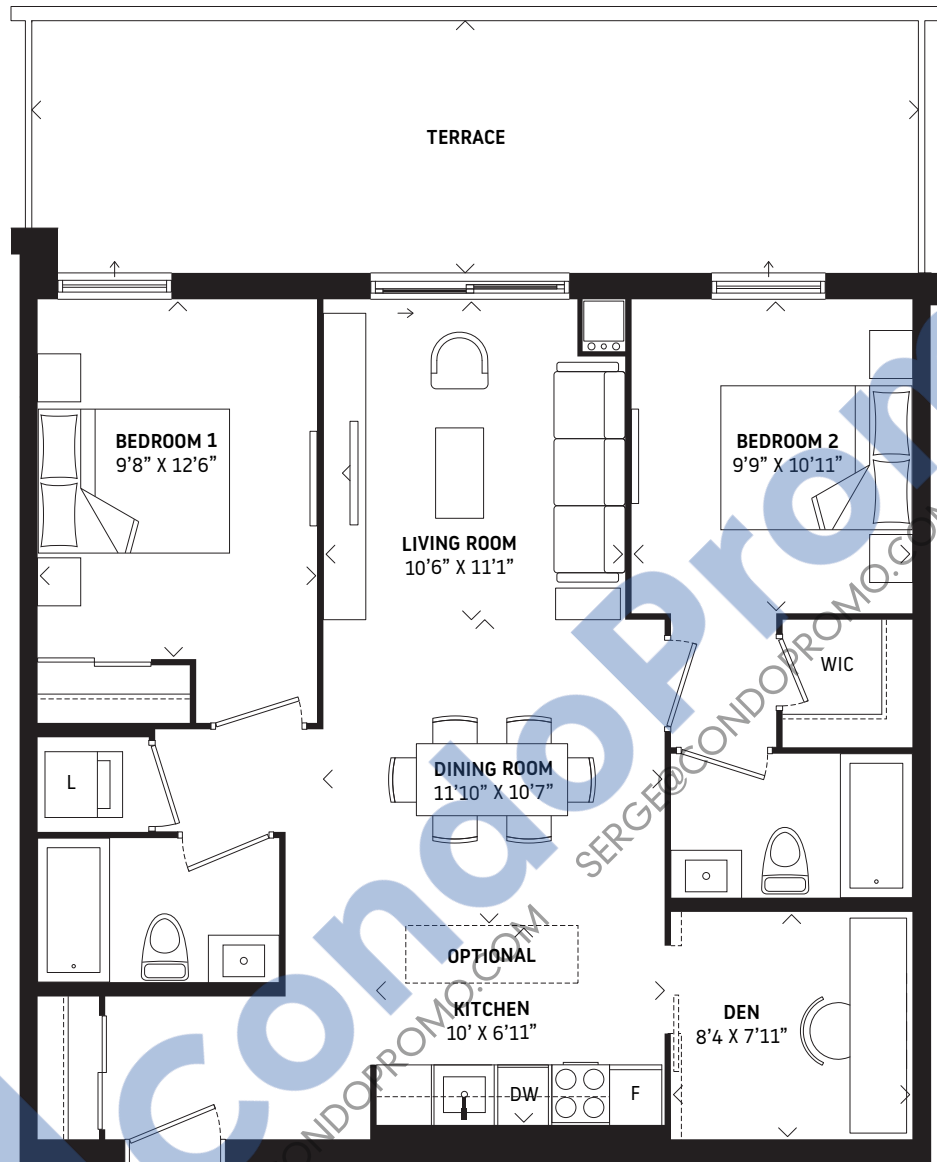 TERRACE
BEDROOM 1
9'8" X 12'6"
BEDROOM 2
9'9" X 10'11"
LIVING ROOM
10'6" X 11'1"
WIC
L
DINING ROOM
11'10" X 10'7"
OPTIONAL
KITCHEN
10' X 6'11"
DEN
8'4 X 7'11"
DW
F
CondoProm
SERGE@CONDOPROMO.COM
CONDOPROMO.COM